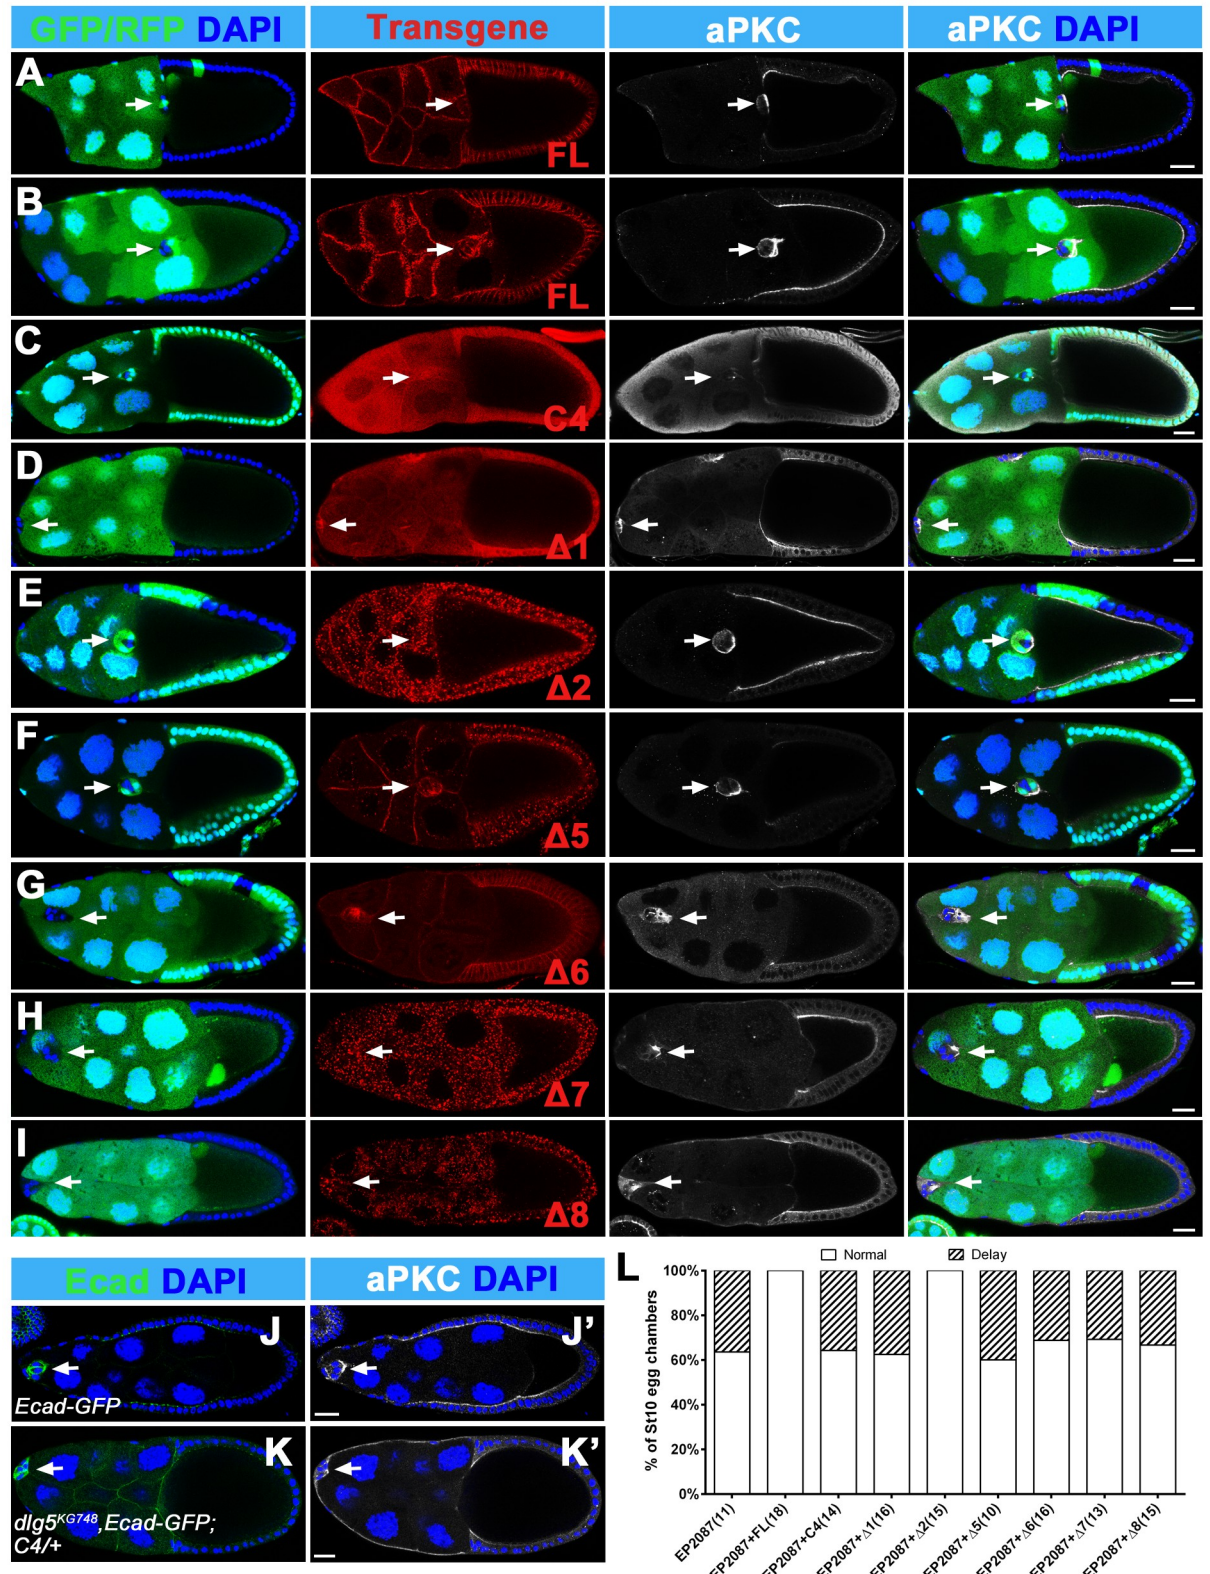 GFP/RFP DAPI Transgene aPKC aPKC DAPI
A FL
B FL
C C4
D Δ1
E Δ2
F Δ5
G Δ6
H Δ7
I Δ8
Ecad DAPI aPKC DAPI
J J’
Ecad-GFP
K K’
dlg5KG748,Ecad-GFP;
C4/+
L
Normal Delay
% of St10 egg chambers
100%
80%
60%
40%
20%
0%
EP2087(11)
EP2087+FL(18)
EP2087+C4(14)
EP2087+Δ1(16)
EP2087+Δ2(15)
EP2087+Δ5(10)
EP2087+Δ6(16)
EP2087+Δ7(13)
EP2087+Δ8(15)